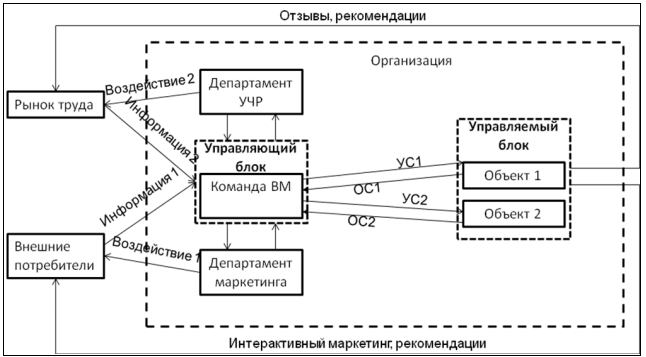 Отзывы, рекомендации
Организация
Воздействие 2
Департамент
УЧР
Рынок труда
Информация 2
Управляющий
блок
Управляемый
блок
Команда ВМ
УС1
ОС1
УС2
ОС2
Объект 1
Объект 2
Информация 1
Внешние
потребители
Воздействие 1
Департамент
маркетинга
Интерактивный маркетинг, рекомендации